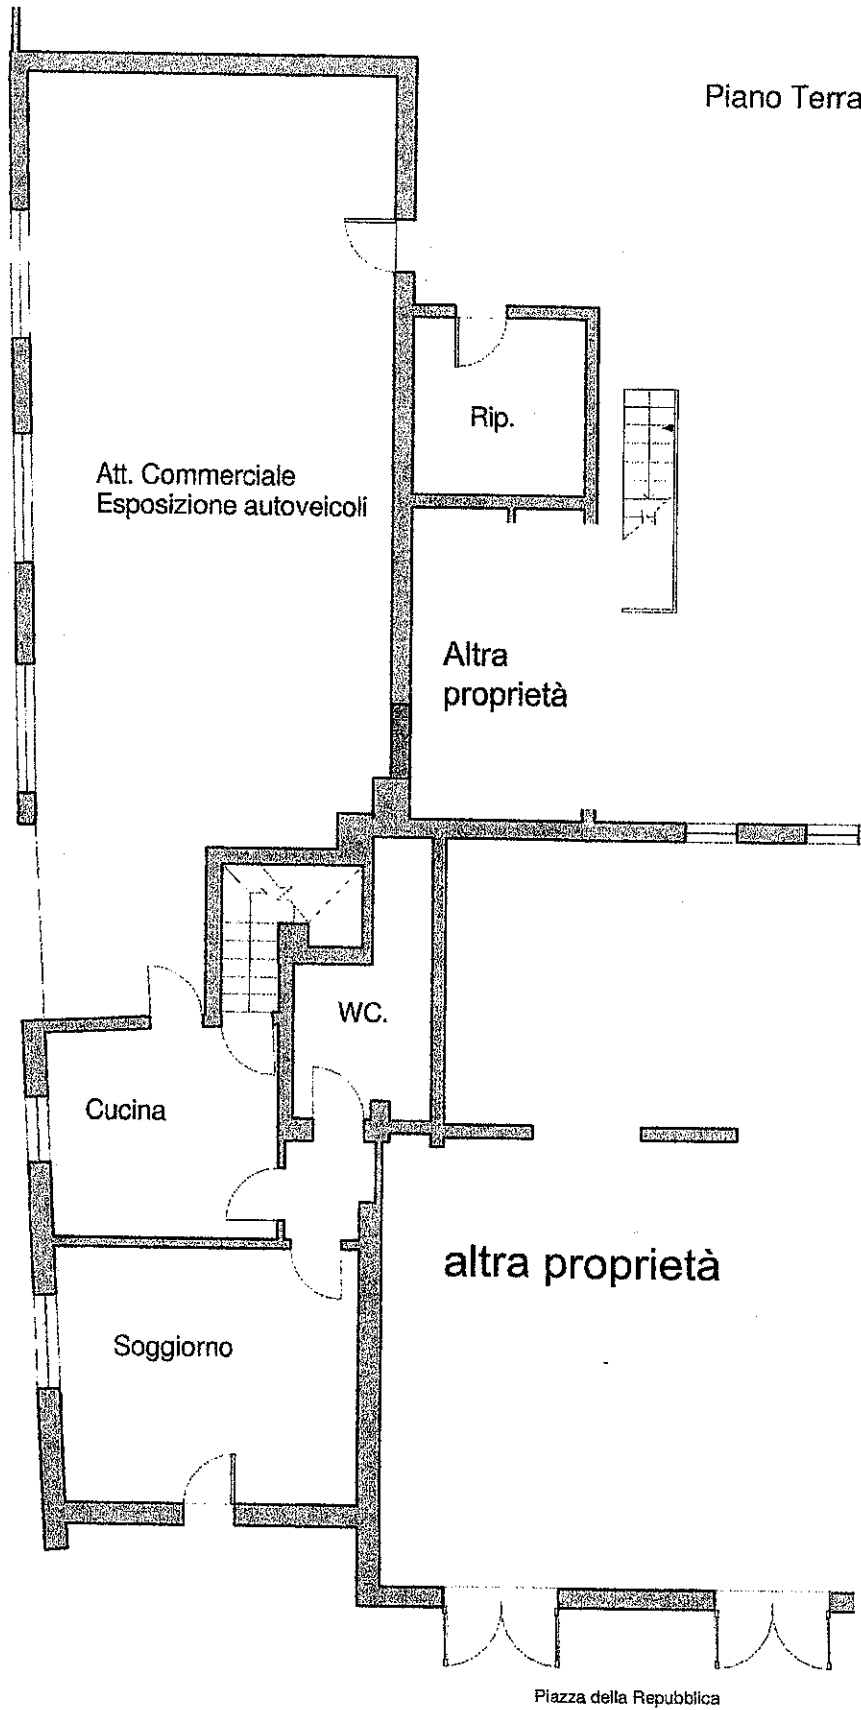 Piano Terra
Rip.
Att. Commerciale
Esposizione autoveicoli
Altra
proprietà
WC.
Cucina
altra proprietà
Soggiorno
Piazza della Repubblica